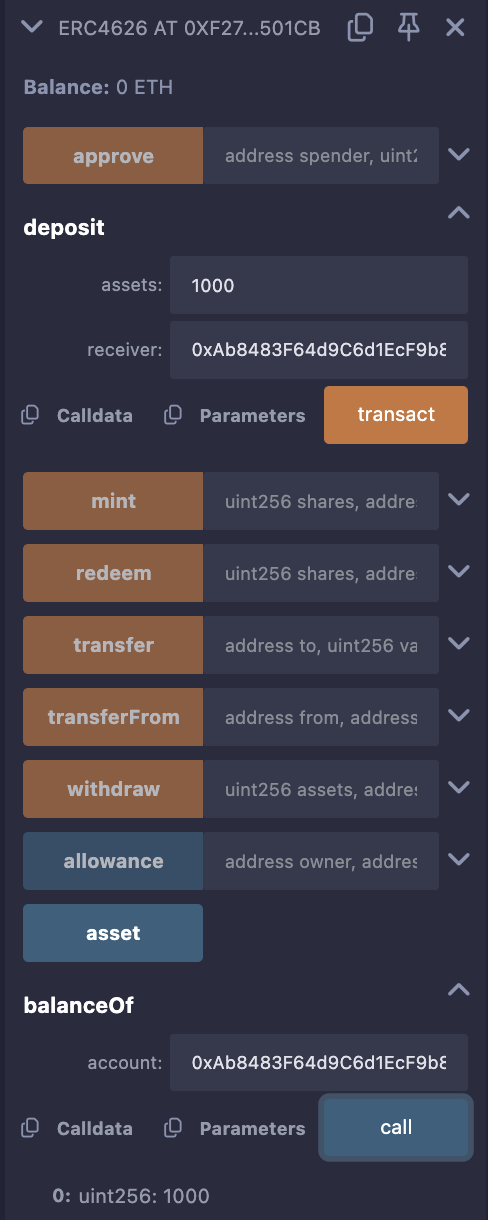 ERC4626 AT 0XF27...501CB
Balance: 0 ETH
approve address spender, uint2
deposit
assets: 1000
receiver: 0xAb8483F64d9C6d1EcF9b8
Calldata Parameters transact
mint uint256 shares, addre
redeem uint256 shares, addre
transfer address to, uint256 va
transferFrom address from, address
withdraw uint256 assets, addre
allowance address owner, addres
asset
balanceOf
account: 0xAb8483F64d9C6d1EcF9b8
Calldata Parameters call
0: uint256: 1000